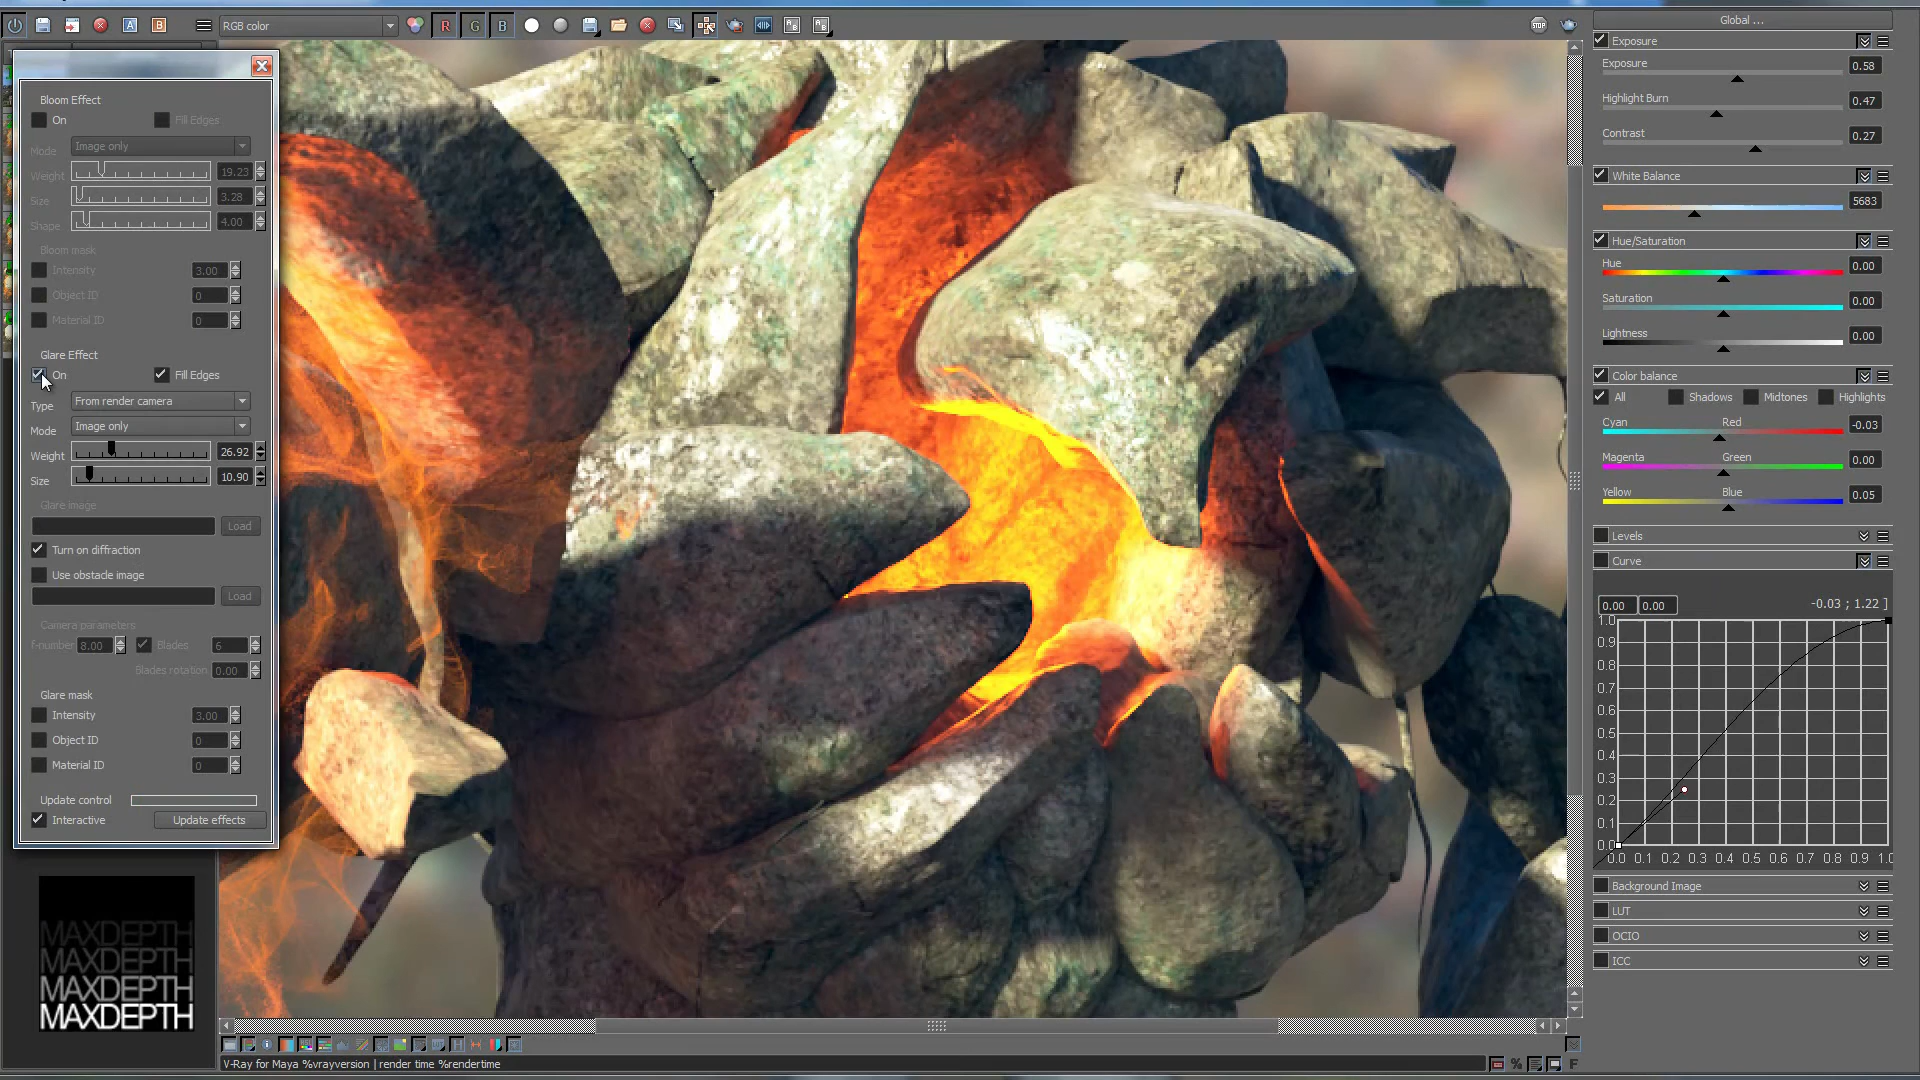 RGB color
R G B
Global ...
Bloom Effect
On
Fill Edges
Mode
Image only
Weight
19.23
Size
3.28
Shape
4.00
Bloom mask
Intensity
3.00
Object ID
0
Material ID
0
Glare Effect
On
Fill Edges
Type
From render camera
Mode
Image only
Weight
26.92
Size
10.90
Glare image
Load
Turn on diffraction
Use obstacle image
Load
Camera parameters
F-number 8.00
Blades 6
Blades rotation 0.00
Glare mask
Intensity
3.00
Object ID
0
Material ID
0
Update control
Interactive
Update effects
MAXDEPTH
MAXDEPTH
MAXDEPTH
MAXDEPTH
V-Ray for Maya %vrayversion | render time %rendertime
Exposure
Exposure
0.58
Highlight Burn
0.47
Contrast
0.27
White Balance
5683
Hue/Saturation
Hue
0.00
Saturation
0.00
Lightness
0.00
Color balance
All Shadows Midtones Highlights
Cyan Red
-0.03
Magenta Green
0.00
Yellow Blue
0.05
Levels
Curve
0.00 0.00
-0.03 ; 1.22 ]
1.0
0.9
0.8
0.7
0.6
0.5
0.4
0.3
0.2
0.1
0.0
0.0 0.1 0.2 0.3 0.4 0.5 0.6 0.7 0.8 0.9 1.0
Background Image
LUT
OCIO
ICC
STOP
A
B
% F